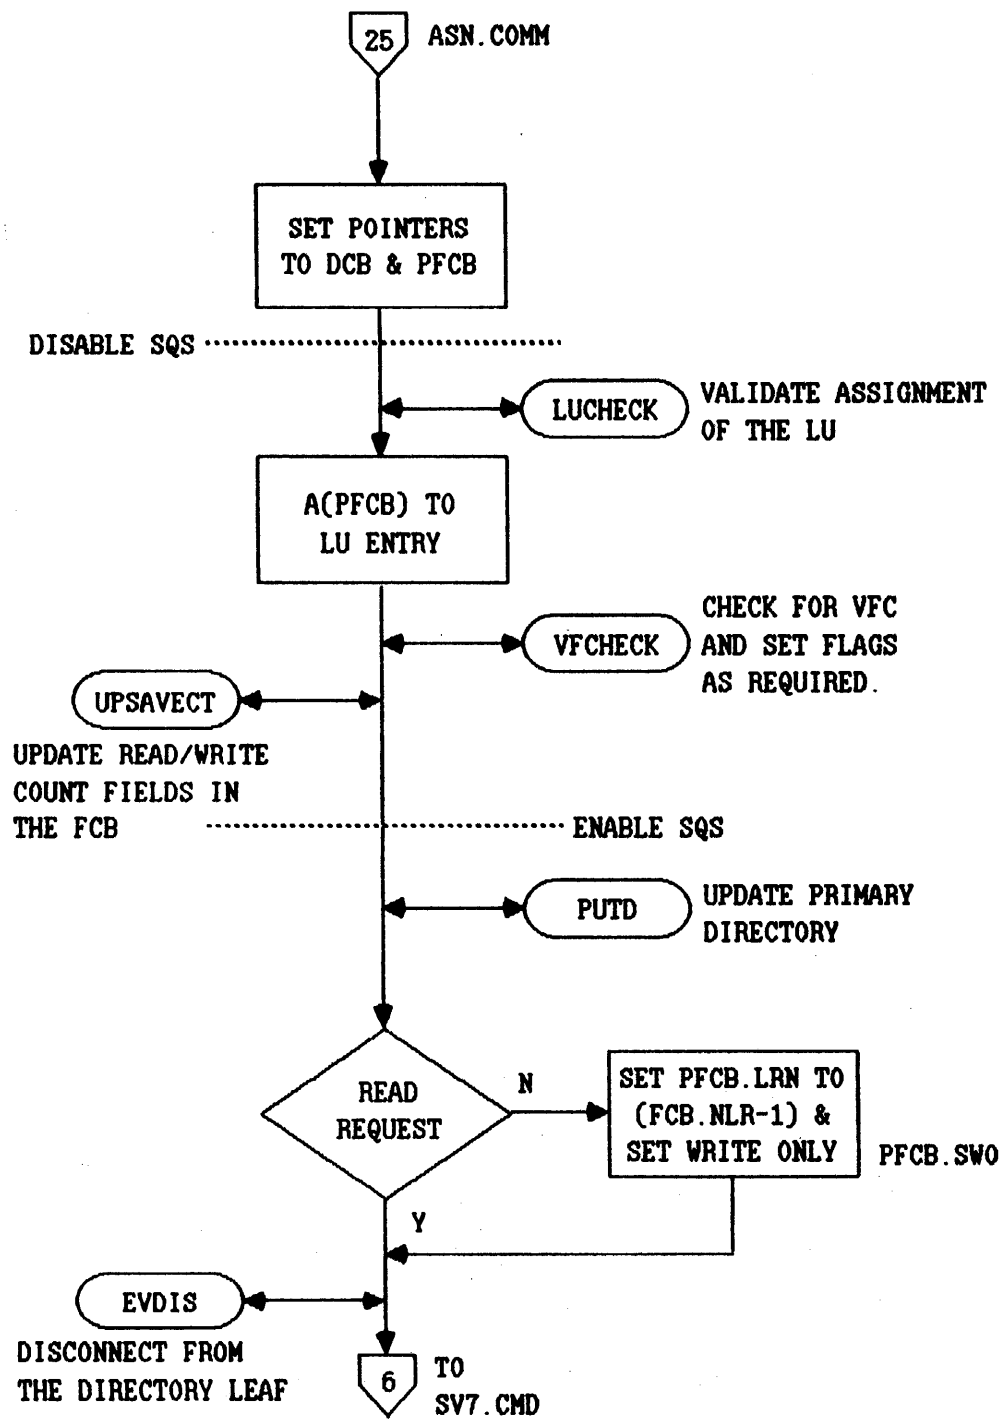 25
ASN.COMM
SET POINTERS
TO DCB & PFCB
DISABLE SQS
LUCHECK
VALIDATE ASSIGNMENT
OF THE LU
A(PFCB) TO
LU ENTRY
VFCHECK
CHECK FOR VFC
AND SET FLAGS
AS REQUIRED.
UPSAVECT
UPDATE READ/WRITE
COUNT FIELDS IN
THE FCB
ENABLE SQS
PUTD
UPDATE PRIMARY
DIRECTORY
READ
REQUEST
N
SET PFCB.LRN TO
(FCB.NLR-1) &
SET WRITE ONLY
PFCB.SWO
Y
EVDIS
DISCONNECT FROM
THE DIRECTORY LEAF
6
TO
SV7.CMD